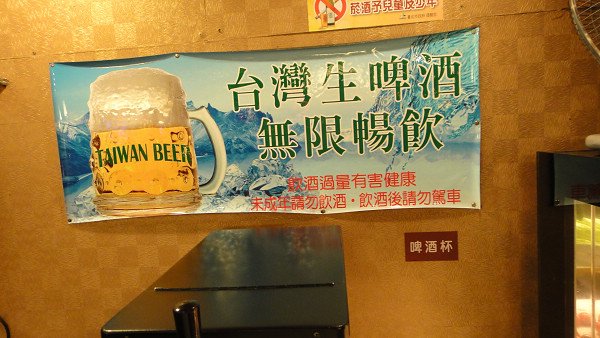 菸酒予兒童及少年
台灣生啤酒
無限暢飲
TAIWAN BEER
飲酒過量有害健康
未成年請勿飲酒・飲酒後請勿駕車
啤酒杯